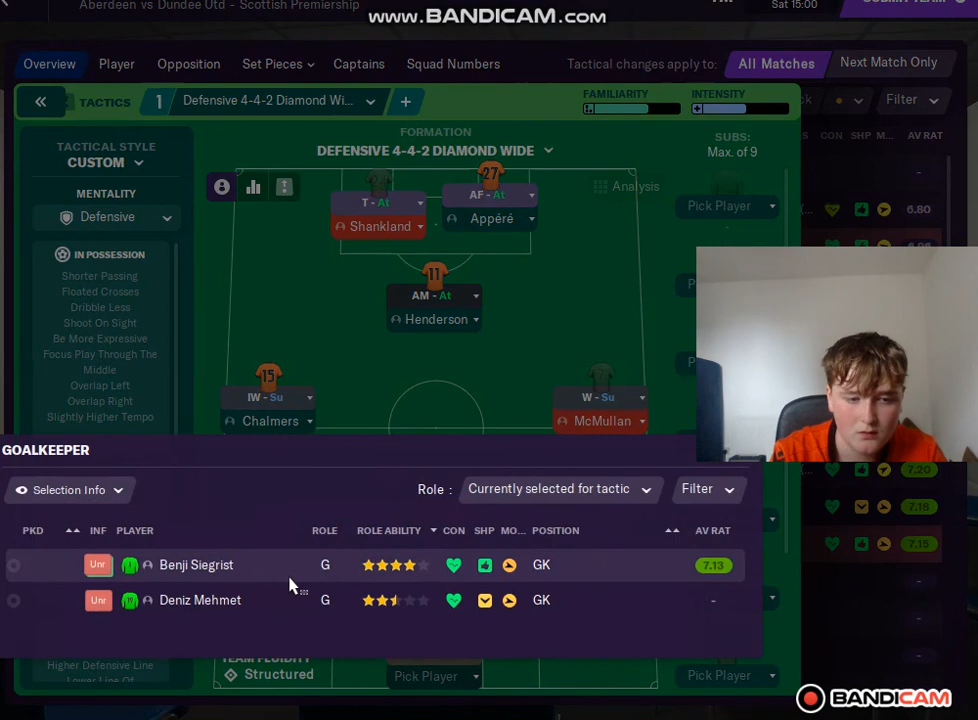 Aberdeen vs Dundee Utd - Scottish Premiership
WWW.BANDICAM.COM
Sat 15:00
Overview Player Opposition Set Pieces Captains Squad Numbers Tactical changes apply to: All Matches Next Match Only
TACTICS 1 Defensive 4-4-2 Diamond Wi... +
FAMILIARITY INTENSITY
Filter
TACTICAL STYLE
CUSTOM
FORMATION
DEFENSIVE 4-4-2 DIAMOND WIDE
SUBS:
Max. of 9
CON SHP M... AV RAT
MENTALITY
Defensive
27
Analysis
T - At AF - At
Shankland Appéré
Pick Player
6.80
IN POSSESSION
Shorter Passing
Floated Crosses
Dribble Less
Shoot On Sight
Be More Expressive
Focus Play Through The
Middle
Overlap Left
Overlap Right
Slightly Higher Tempo
11
AM - At
Henderson
15
IW - Su W - Su
Chalmers McMullan
GOALKEEPER
Selection Info Role : Currently selected for tactic Filter
7.20
7.18
7.15
PKD INF PLAYER ROLE ROLE ABILITY CON SHP MO... POSITION AV RAT
Unr Benji Siegrist G GK 7.13
Unr Deniz Mehmet G GK -
Higher Defensive Line
TEAM FLUIDITY
Structured
Pick Player
Pick Player
BANDICAM